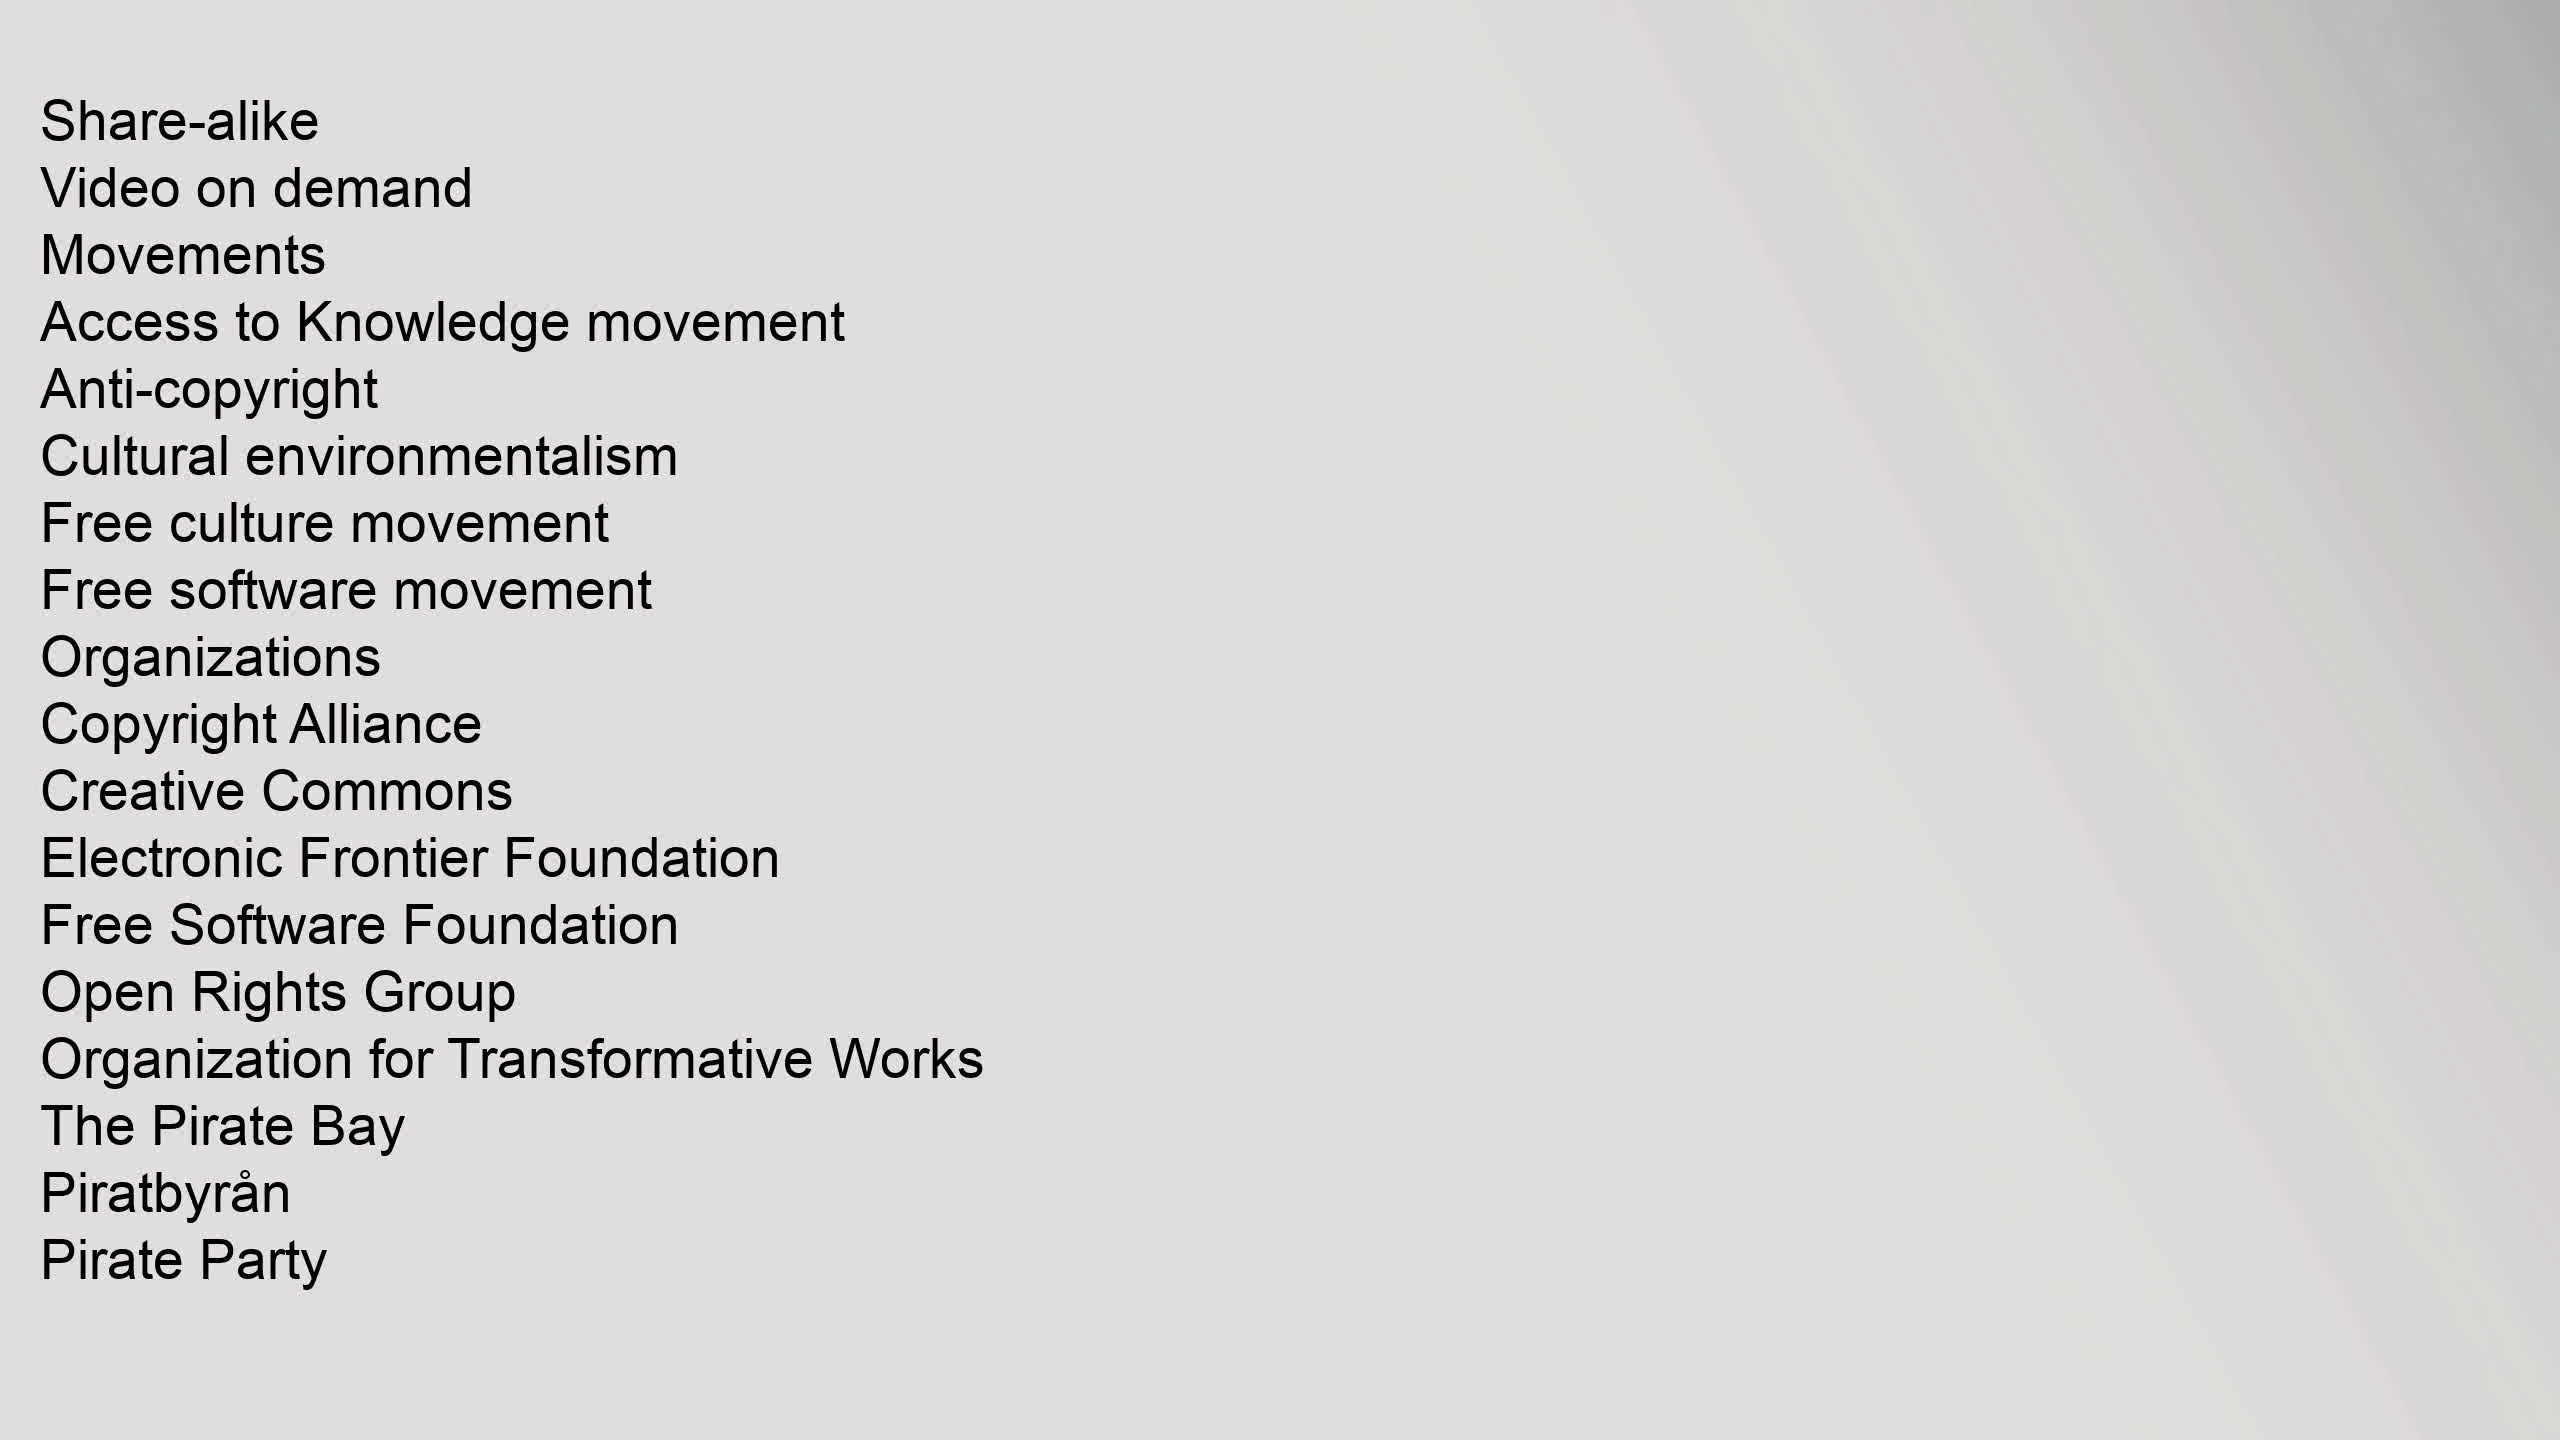 Share-alike
Video on demand
Movements
Access to Knowledge movement
Anti-copyright
Cultural environmentalism
Free culture movement
Free software movement
Organizations
Copyright Alliance
Creative Commons
Electronic Frontier Foundation
Free Software Foundation
Open Rights Group
Organization for Transformative Works
The Pirate Bay
Piratbyrån
Pirate Party